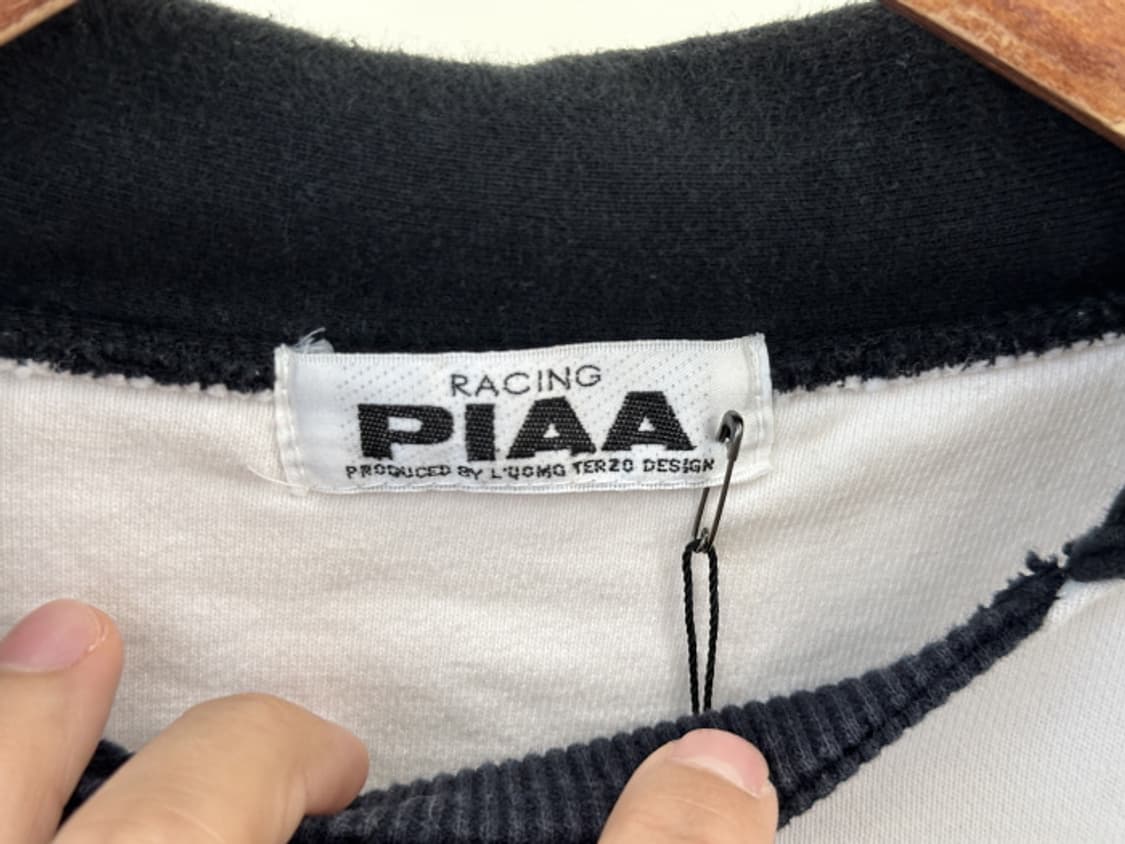 RACING
PIAA
PRODUCED BY L'UOMO TERZO DESIGN